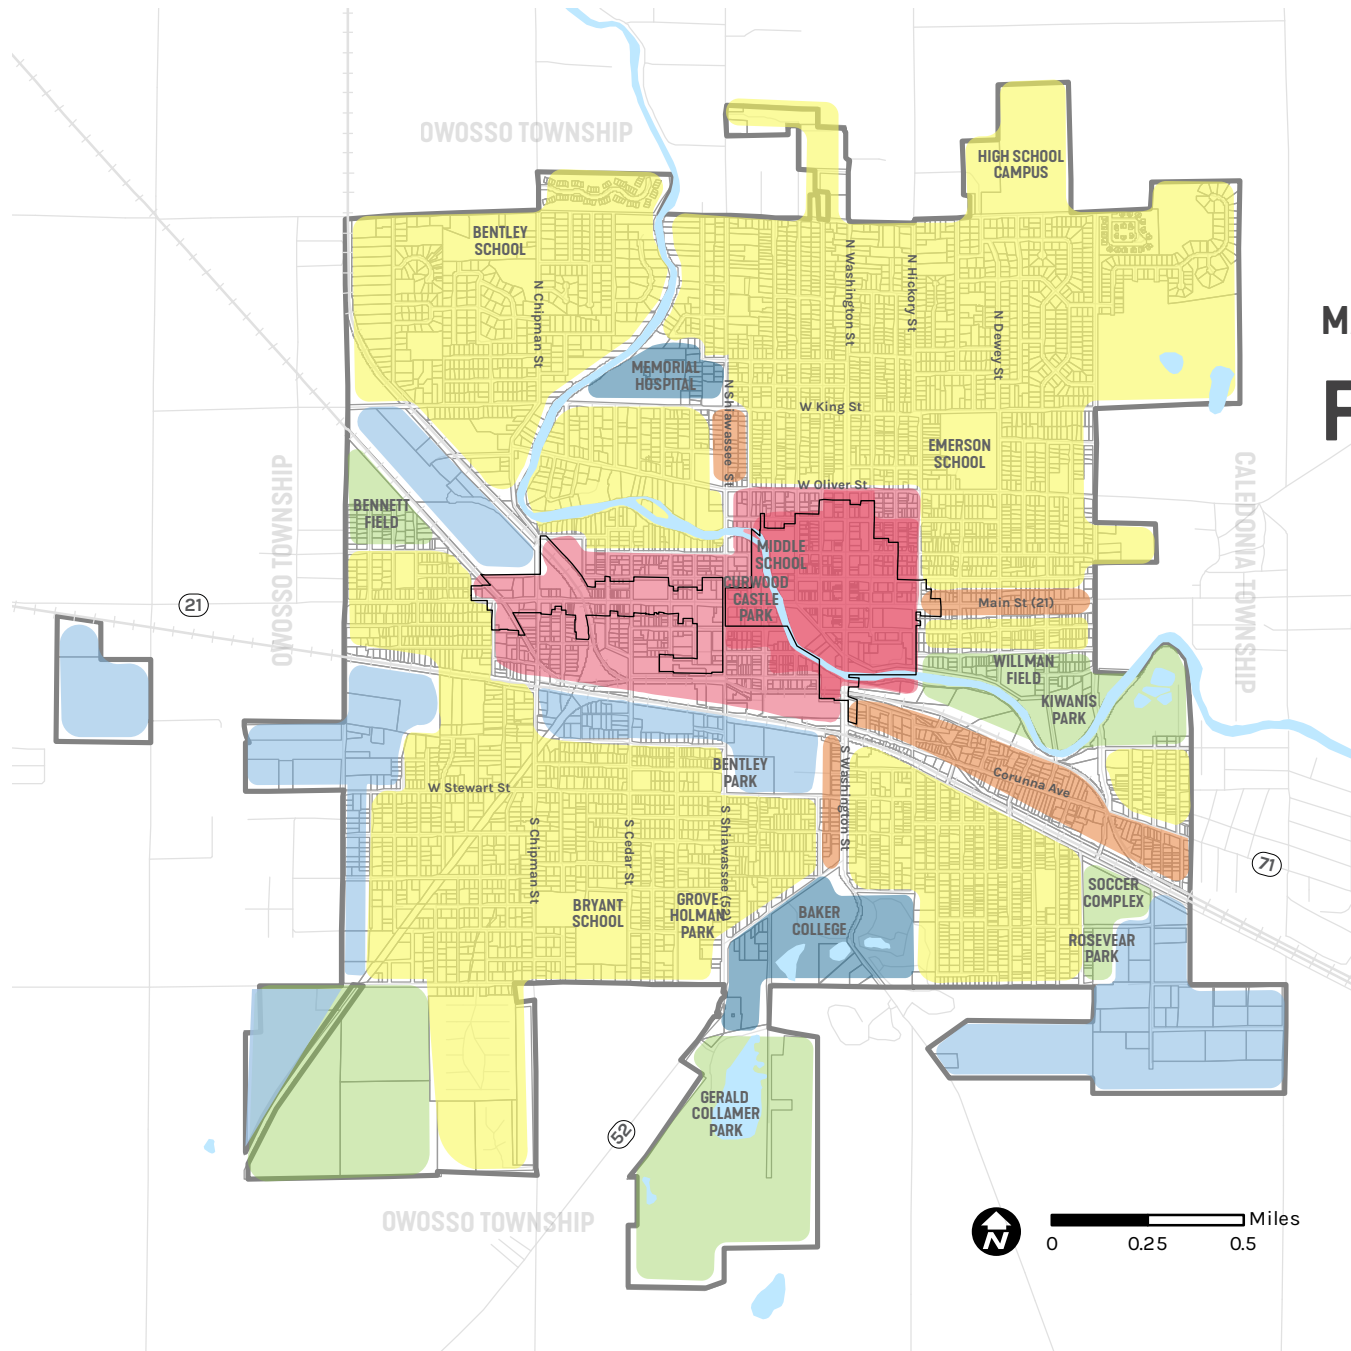 OWOSSO TOWNSHIP
HIGH SCHOOL
CAMPUS
BENTLEY
SCHOOL
N Chipman St
N Washington St
N Hickory St
N Dewey St
M
MEMORIAL
HOSPITAL
N Shiawassee St
W King St
F
EMERSON
SCHOOL
W Oliver St
OWOSSO TOWNSHIP
CALEDONIA TOWNSHIP
BENNETT
FIELD
MIDDLE
SCHOOL
CURWOOD
CASTLE
PARK
21
Main St (21)
WILLMAN
FIELD
KIWANIS
PARK
BENTLEY
PARK
W Stewart St
Corunna Ave
S Washington St
S Chipman St
S Cedar St
S Shiawassee (52)
71
SOCCER
COMPLEX
BRYANT
SCHOOL
GROVE
HOLMAN
PARK
BAKER
COLLEGE
ROSEVEAR
PARK
GERALD
COLLAMER
PARK
52
OWOSSO TOWNSHIP
N
Miles
0 0.25 0.5